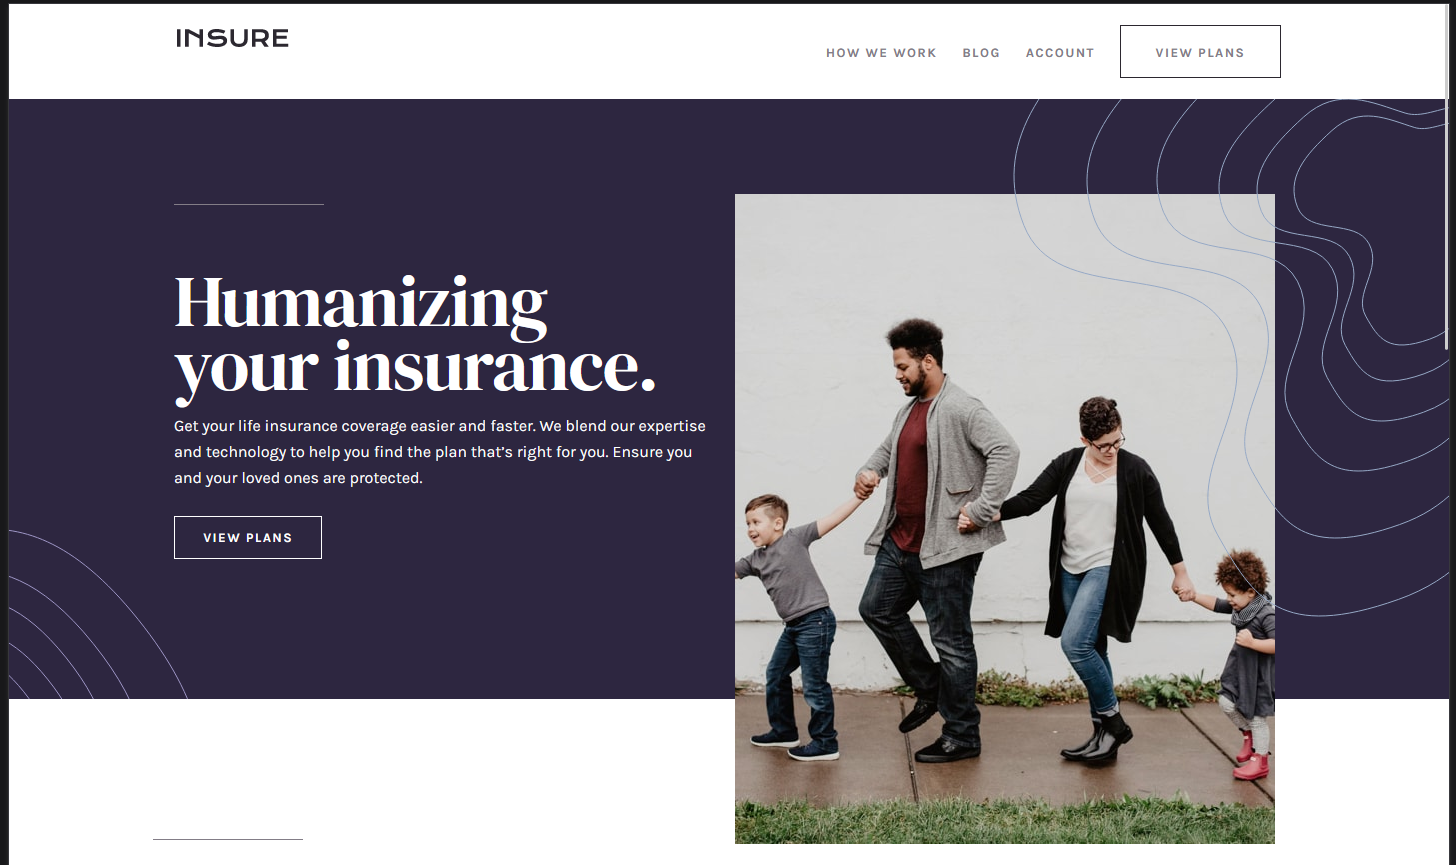 INSURE
HOW WE WORK
BLOG
ACCOUNT
VIEW PLANS
Humanizing
your insurance.
Get your life insurance coverage easier and faster. We blend our expertise
and technology to help you find the plan that's right for you. Ensure you
and your loved ones are protected.
VIEW PLANS